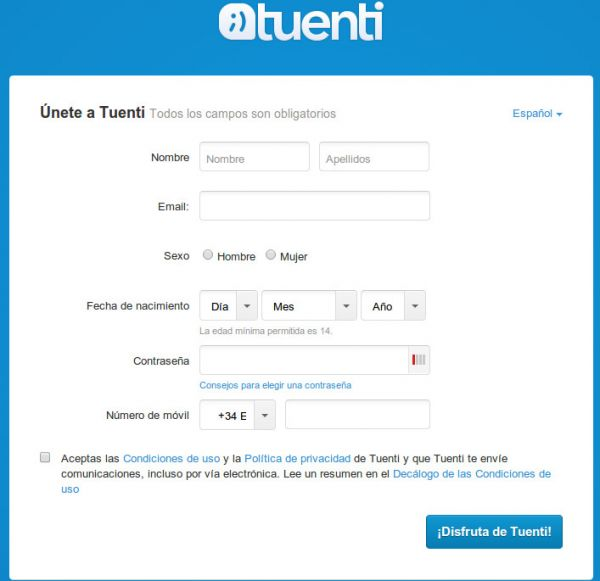 tuenti
Únete a Tuenti Todos los campos son obligatorios Español
Nombre Nombre Apellidos
Email:
Sexo Hombre Mujer
Fecha de nacimiento Día Mes Año
La edad mínima permitida es 14.
Contraseña
Consejos para elegir una contraseña
Número de móvil +34 E
Aceptas las Condiciones de uso y la Política de privacidad de Tuenti y que Tuenti te envíe
comunicaciones, incluso por vía electrónica. Lee un resumen en el Decálogo de las Condiciones de
uso
¡Disfruta de Tuenti!